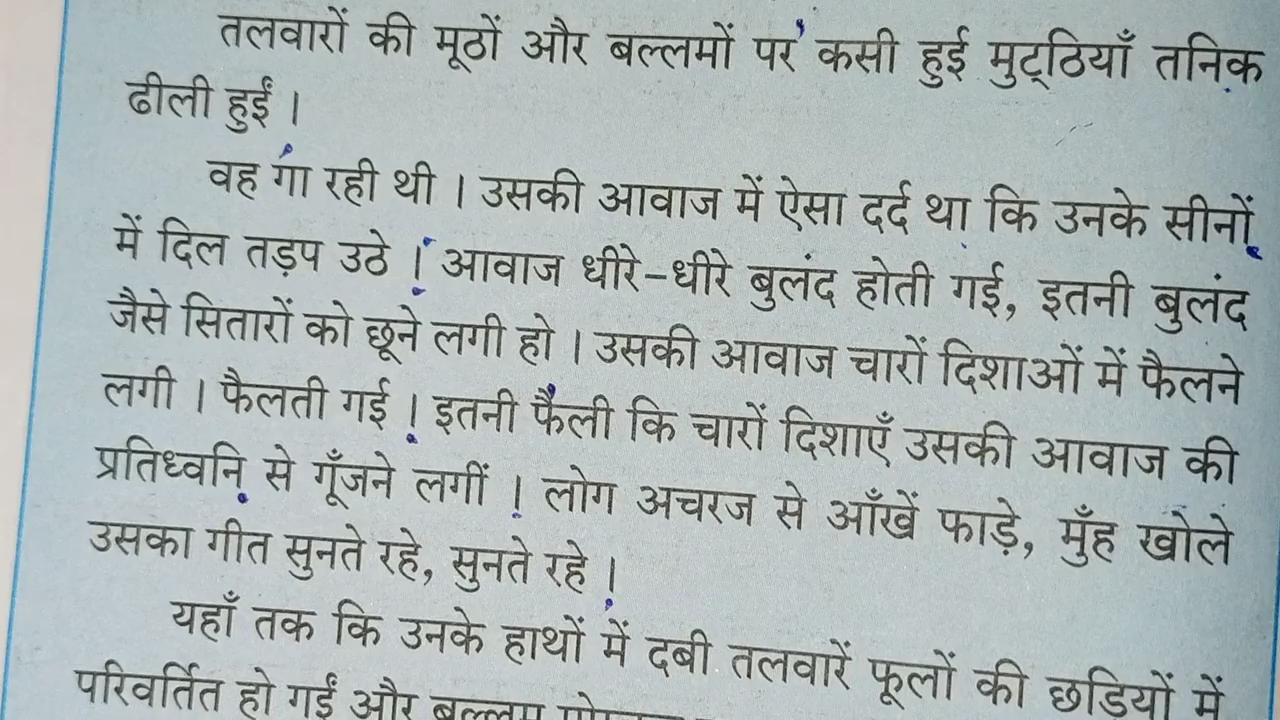 तलवारों की मूठों और बल्लमों पर कसी हुई मुट्ठियाँ तनिक
ढीली हुईं ।
वह गा रही थी । उसकी आवाज में ऐसा दर्द था कि उनके सीनों
में दिल तड़प उठे । आवाज धीरे-धीरे बुलंद होती गई, इतनी बुलंद
जैसे सितारों को छूने लगी हो । उसकी आवाज चारों दिशाओं में फैलने
लगी । फैलती गई । इतनी फैली कि चारों दिशाएँ उसकी आवाज की
प्रतिध्वनि से गूँजने लगीं । लोग अचरज से आँखें फाड़े, मुँह खोले
उसका गीत सुनते रहे, सुनते रहे ।
यहाँ तक कि उनके हाथों में दबी तलवारें फूलों की छड़ियों में
परिवर्तित हो गईं और बल्लम